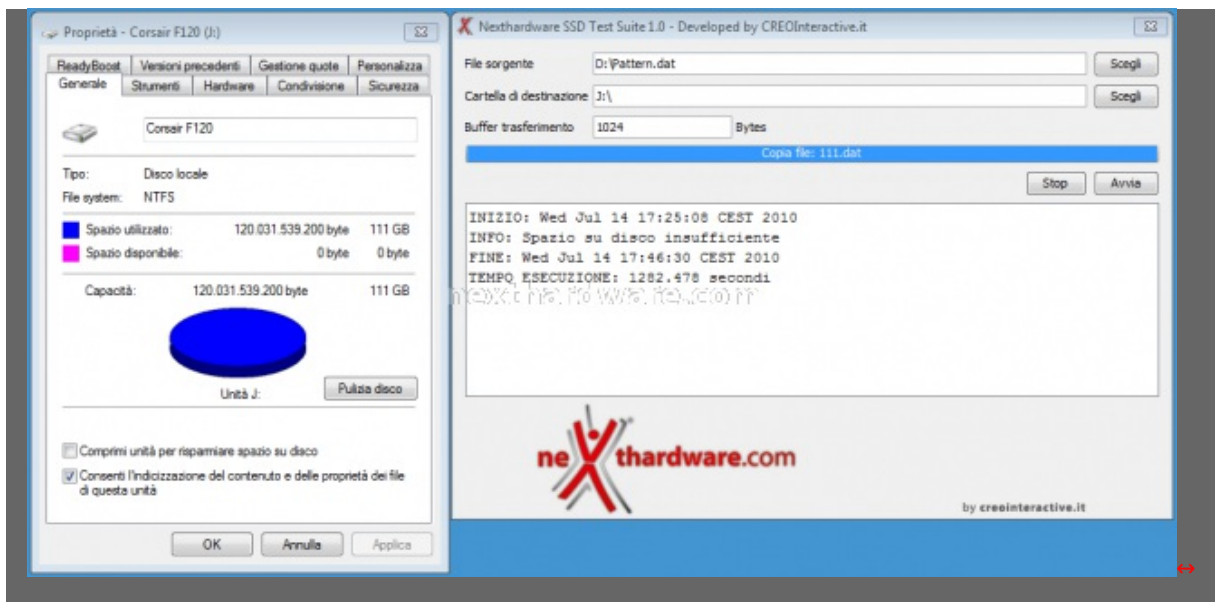 Proprietà - Corsair F120 (J:)
ReadyBoost Versioni precedenti Gestione quote Personalizza
Generale Strumenti Hardware Condivisione Sicurezza
Corsair F120
Tipo: Disco locale
File system: NTFS
Spazio utilizzato: 120.031.539.200 byte 111 GB
Spazio disponibile: 0 byte 0 byte
Capacità: 120.031.539.200 byte 111 GB
Unità J:
Pulizia disco
Comprimi unità per risparmiare spazio su disco
Consenti l'indicizzazione del contenuto e delle proprietà dei file
di questa unità
OK Annulla Applica
Nexthardware SSD Test Suite 1.0 - Developed by CREOInteractive.it
File sorgente D:\Pattern.dat Scegli
Cartella di destinazione J:\ Scegli
Buffer trasferimento 1024 Bytes
Copia file: 111.dat
Stop Avvia
INIZIO: Wed Jul 14 17:25:08 CEST 2010
INFO: Spazio su disco insufficiente
FINE: Wed Jul 14 17:46:30 CEST 2010
TEMPO ESECUZIONE: 1282.478 secondi
nexthardware.com
nexthardware.com
by creointeractive.it